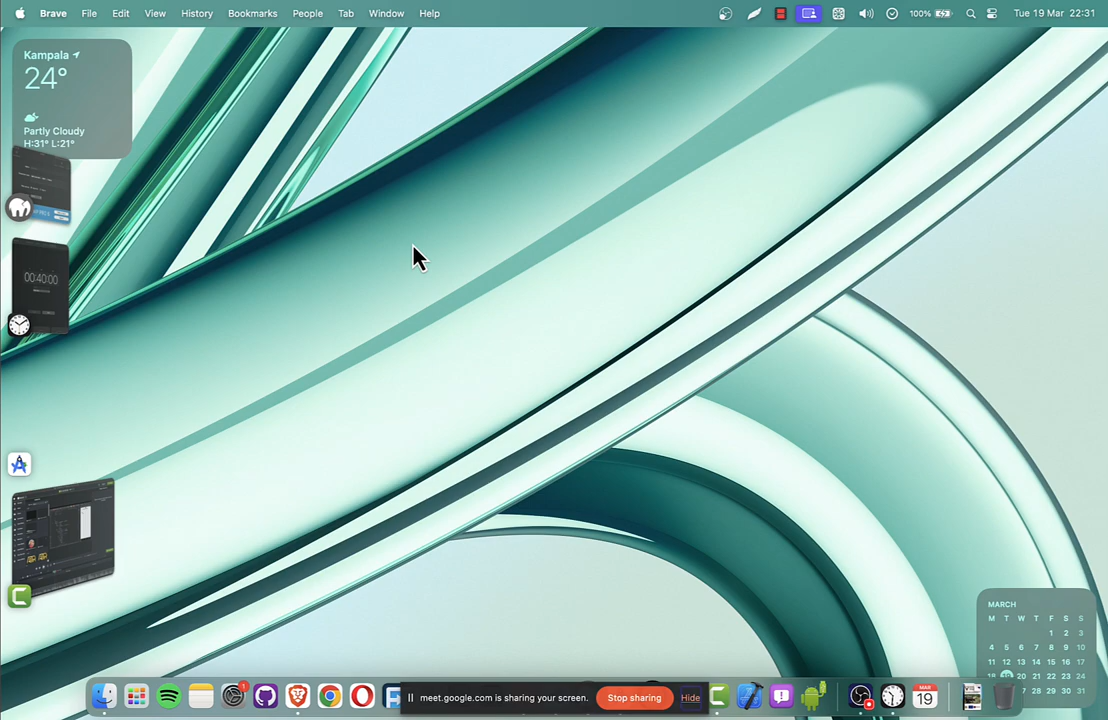 Brave File Edit View History Bookmarks People Tab Window Help 100% Tue 19 Mar 22:31
Kampala
24°
Partly Cloudy
H:31° L:21°
00:40:00
MARCH
M T W T F S S
1 2 3
4 5 6 7 8 9 10
11 12 13 14 15 16 17
18 19 20 21 22 23 24
27 28 29 30 31
1
meet.google.com is sharing your screen. Stop sharing Hide
MAR
19